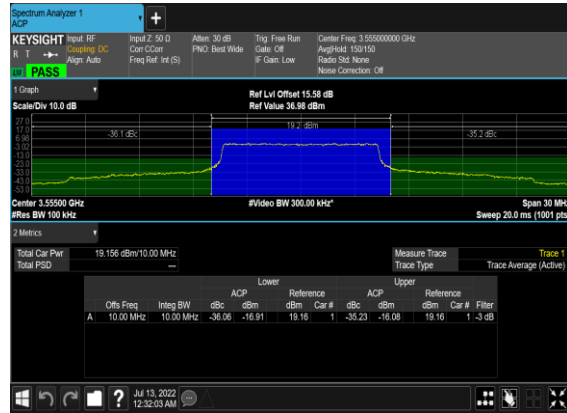 Spectrum Analyzer 1
ACP
KEYSIGHT Input: RF Input Z: 50 Ω Atten: 30 dB Trig: Free Run Center Freq: 3.555000000 GHz
R T Coupling: DC Corr CCorr PNO: Best Wide Gate: Off Avg|Hold: 150/150
Align: Auto Freq Ref: Int (S) IF Gain: Low Radio Std: None
LW PASS Noise Correction: Off
1 Graph Ref Lvl Offset 15.58 dB
Scale/Div 10.0 dB Ref Value 36.98 dBm
27.0
17.0 -36.1 dBc 19.2 dBm -35.2 dBc
6.98
-3.02
-13.0
-23.0
-33.0
-43.0
-53.0
Center 3.55500 GHz #Video BW 300.00 kHz* Span 30 MHz
#Res BW 100 kHz Sweep 20.0 ms (1001 pts
2 Metrics
Total Car Pwr 19.156 dBm/10.00 MHz Measure Trace Trace 1
Total PSD --- Trace Type Trace Average (Active)
Lower Upper
ACP Reference ACP Reference
Offs Freq Integ BW dBc dBm dBm Car # dBc dBm dBm Car # Filter
A 10.00 MHz 10.00 MHz -36.06 -16.91 19.16 1 -35.23 -16.08 19.16 1 -3 dB
Jul 13, 2022
12:32:03 AM